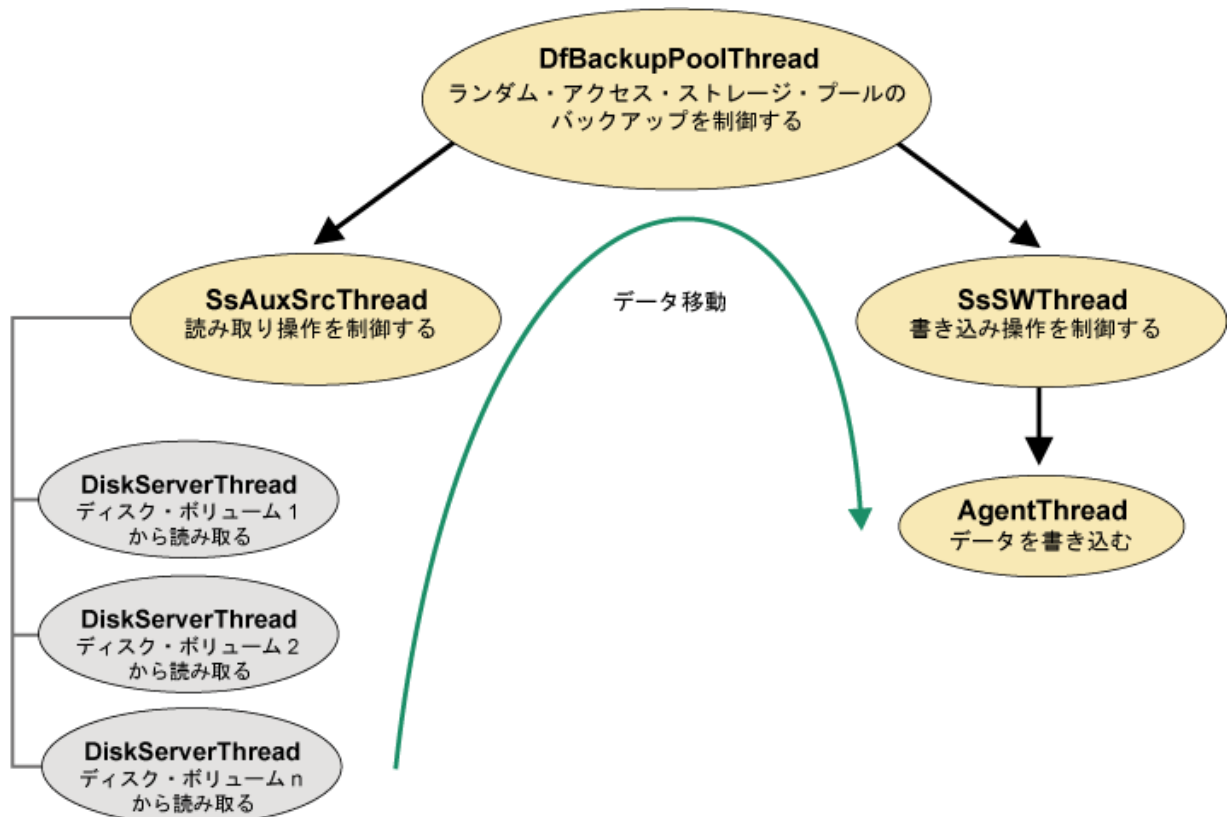 DfBackupPoolThread
ランダム・アクセス・ストレージ・プールの
バックアップを制御する
SsAuxSrcThread
読み取り操作を制御する
データ移動
SsSWThread
書き込み操作を制御する
DiskServerThread
ディスク・ボリューム 1
から読み取る
AgentThread
データを書き込む
DiskServerThread
ディスク・ボリューム 2
から読み取る
DiskServerThread
ディスク・ボリューム n
から読み取る